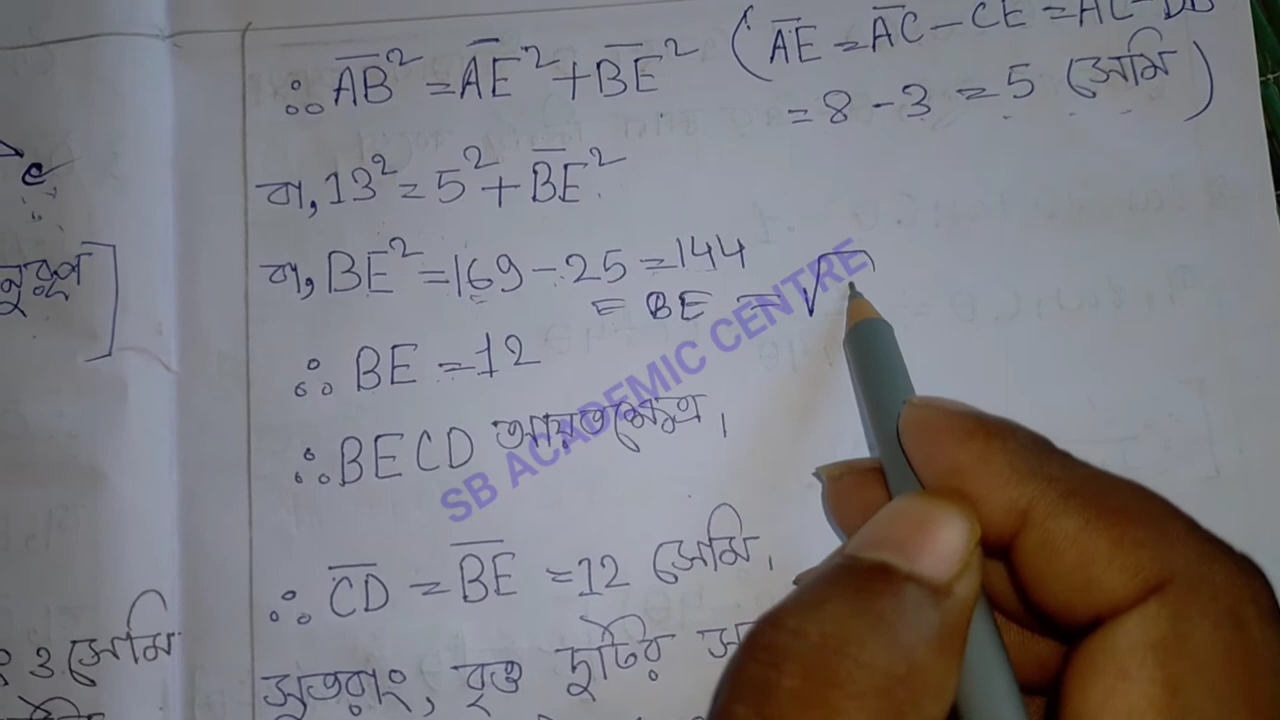 ∴ AB² = AE² + BE² (AE = AC – CE = AC – DB
= 8 – 3 = 5 সেমি)
বা, 13² = 5² + BE²
বা, BE² = 169 – 25 = 144
= BE = √
∴ BE = 12
∴ BECD আয়তক্ষেত্র।
∴ CD = BE = 12 সেমি।
সুতরাং, বৃত্ত দুটির
3 সেমি
SB ACADEMIC CENTRE